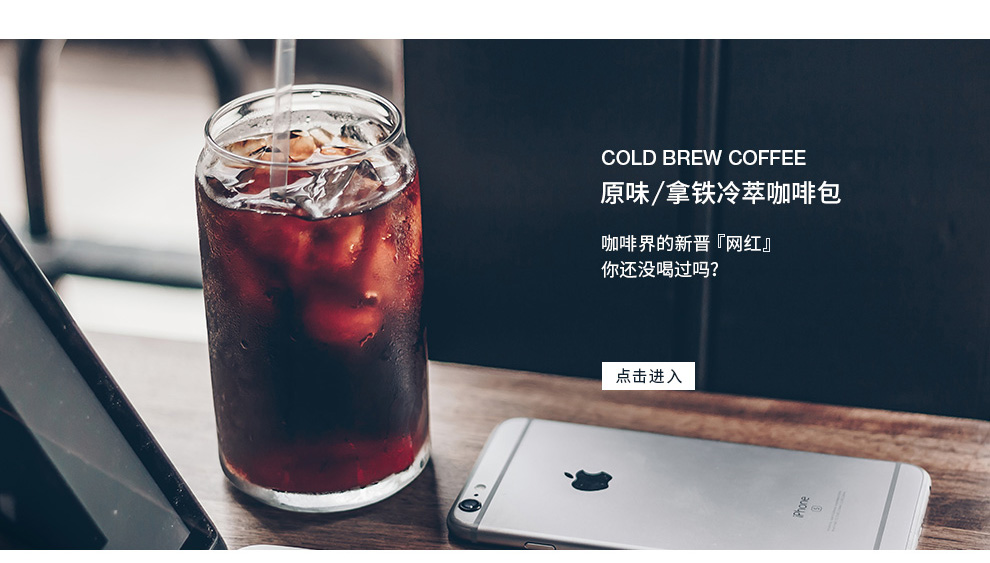 COLD BREW COFFEE
原味/拿铁冷萃咖啡包
咖啡界的新晋『网红』
你还没喝过吗?
点击进入
iPhone
S